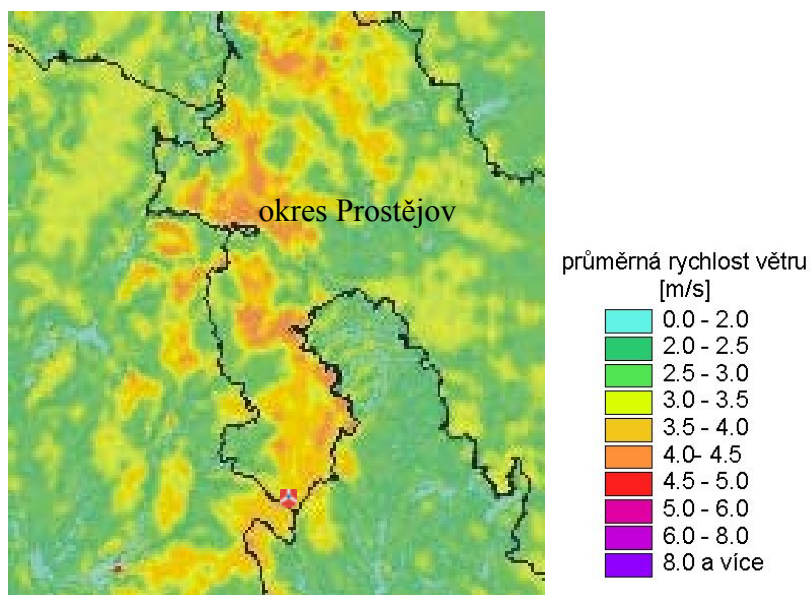 okres Prostějov
průměrná rychlost větru
[m/s]
0.0 - 2.0
2.0 - 2.5
2.5 - 3.0
3.0 - 3.5
3.5 - 4.0
4.0- 4.5
4.5 - 5.0
5.0 - 6.0
6.0 - 8.0
8.0 a více